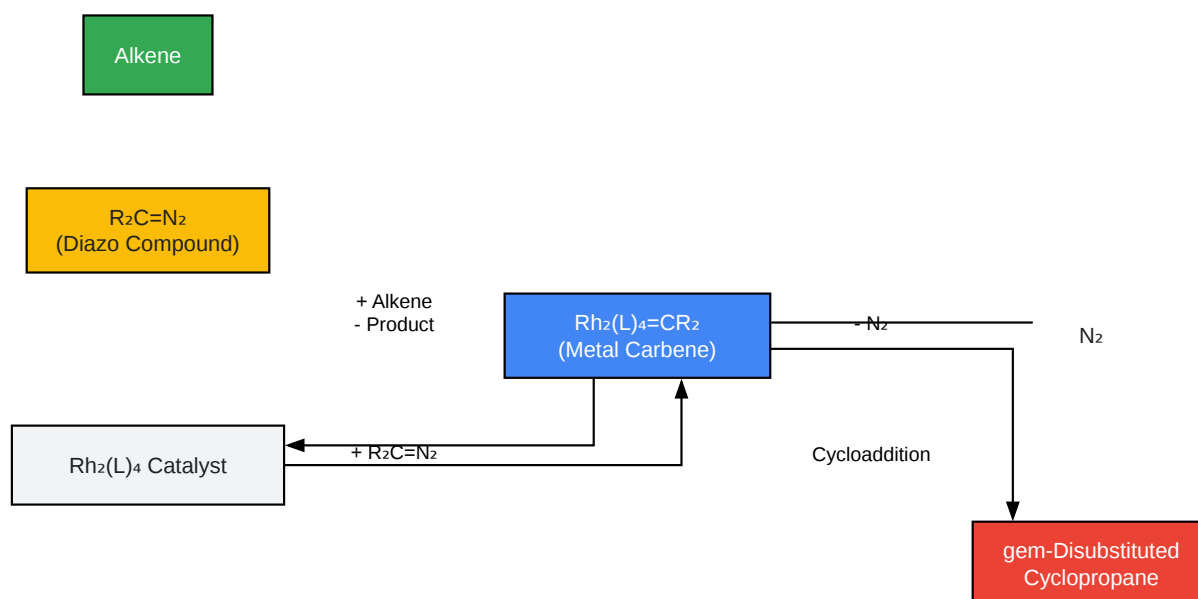 Alkene
R₂C=N₂
(Diazo Compound)
+ Alkene
- Product
Rh₂(L)₄=CR₂
(Metal Carbene)
- N₂
N₂
Rh₂(L)₄ Catalyst
+ R₂C=N₂
Cycloaddition
gem-Disubstituted
Cyclopropane